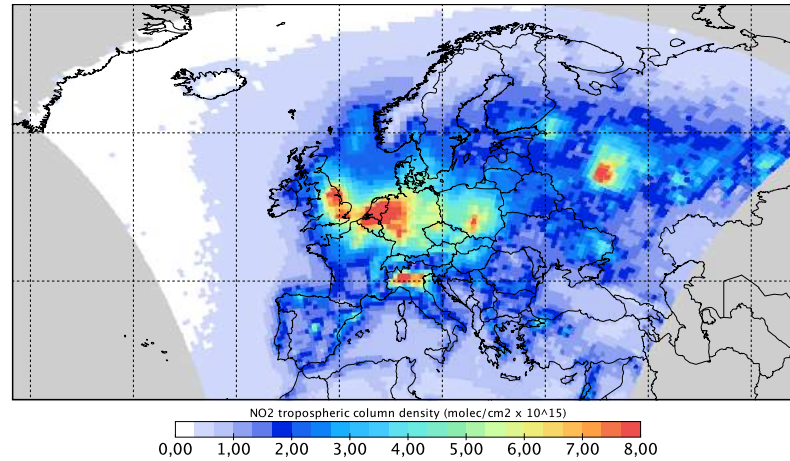 NO2 tropospheric column density (molec/cm2 x 10^15)
0,00 1,00 2,00 3,00 4,00 5,00 6,00 7,00 8,00